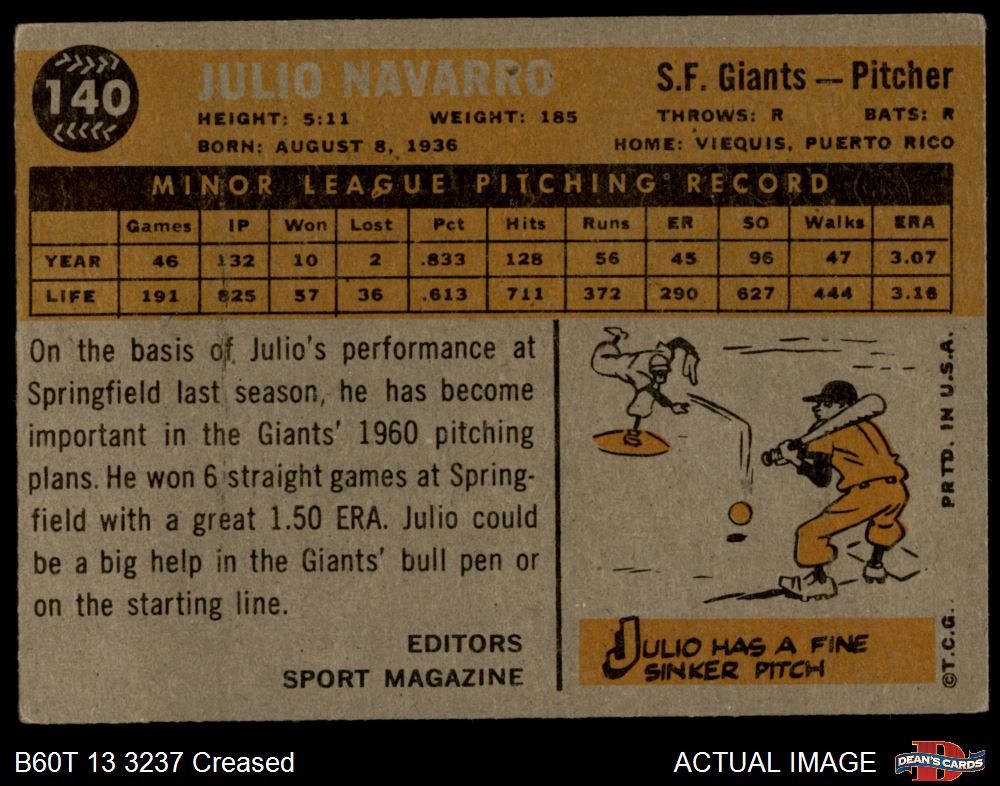 140
JULIO NAVARRO
S.F. Giants — Pitcher
HEIGHT: 5:11 WEIGHT: 185 THROWS: R BATS: R
BORN: AUGUST 8, 1936 HOME: VIEQUIS, PUERTO RICO
MINOR LEAGUE PITCHING RECORD
Games IP Won Lost Pct Hits Runs ER SO Walks ERA
YEAR 46 132 10 2 .833 128 56 45 96 47 3.07
LIFE 191 825 57 36 .613 711 372 290 627 444 3.16
On the basis of Julio's performance at
Springfield last season, he has become
important in the Giants' 1960 pitching
plans. He won 6 straight games at Spring-
field with a great 1.50 ERA. Julio could
be a big help in the Giants' bull pen or
on the starting line.
EDITORS
SPORT MAGAZINE
JULIO HAS A FINE
SINKER PITCH
©T.C.G. PRTD. IN U.S.A.
B60T 13 3237 Creased
ACTUAL IMAGE
D
DEAN'S CARDS